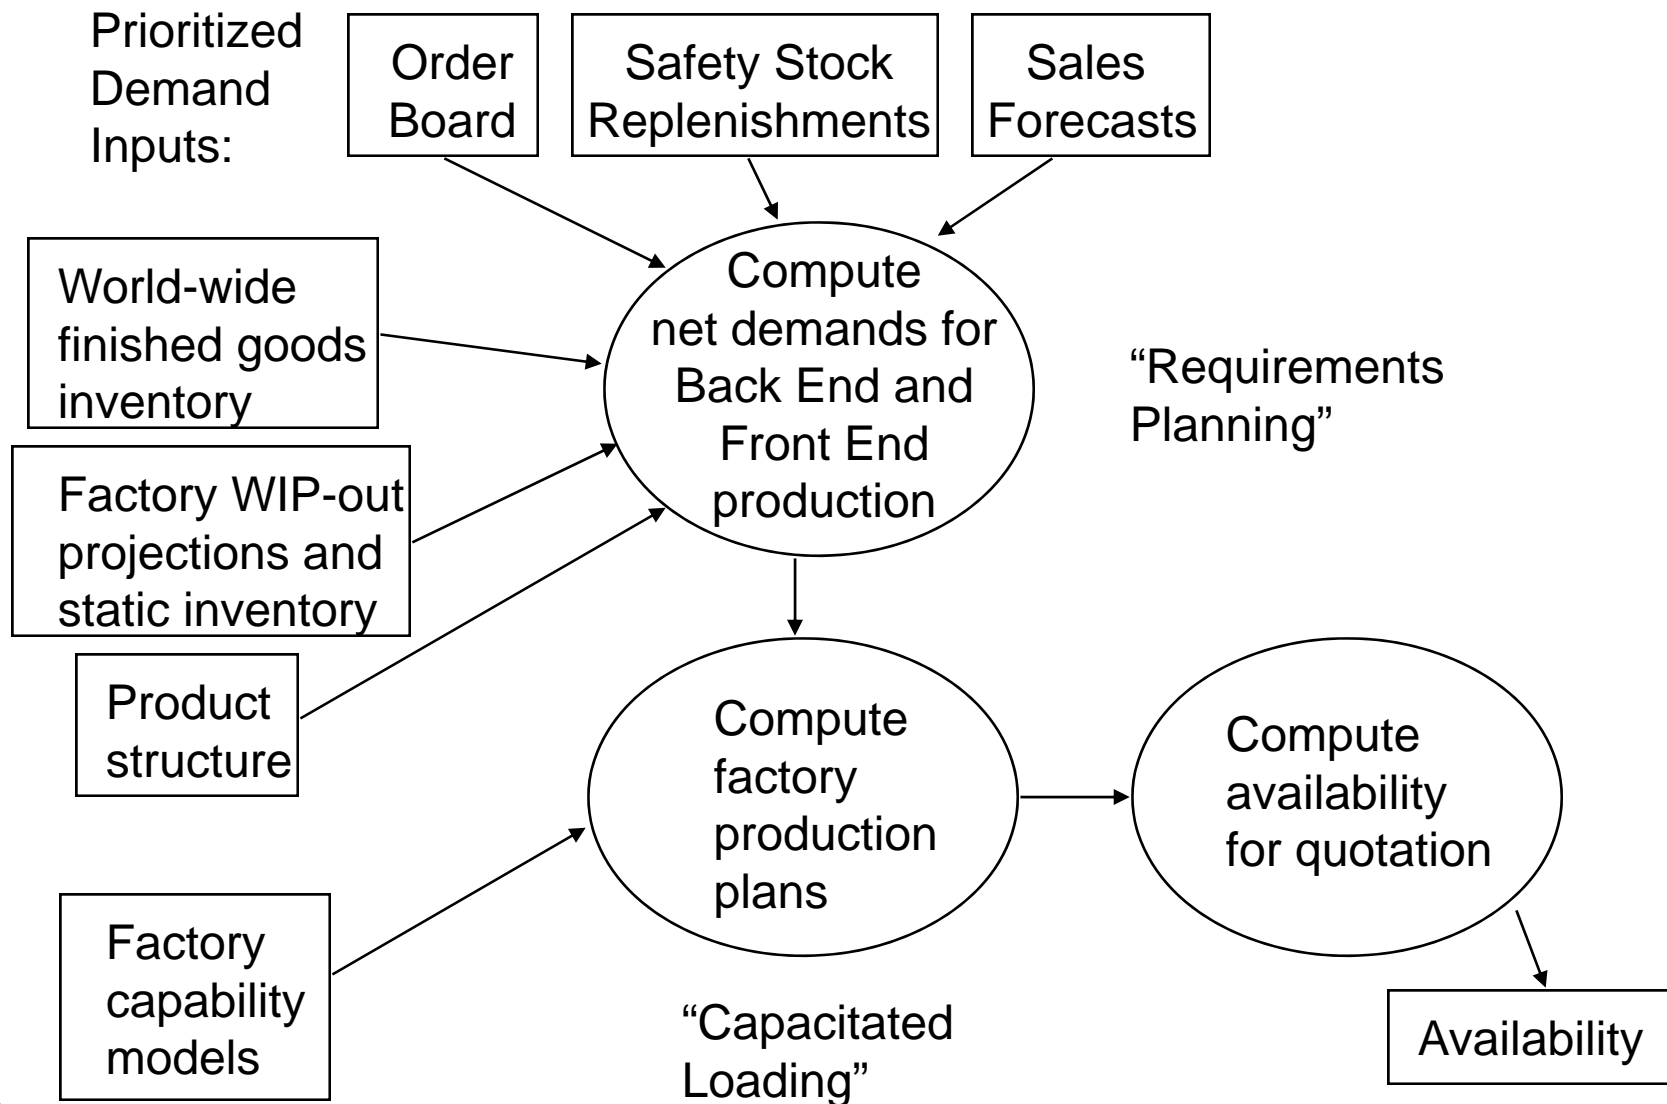 Prioritized
Demand
Inputs:
Order
Board
Safety Stock
Replenishments
Sales
Forecasts
World-wide
finished goods
inventory
Compute
net demands for
Back End and
Front End
production
“Requirements
Planning”
Factory WIP-out
projections and
static inventory
Product
structure
Compute
factory
production
plans
Compute
availability
for quotation
Factory
capability
models
“Capacitated
Loading”
Availability